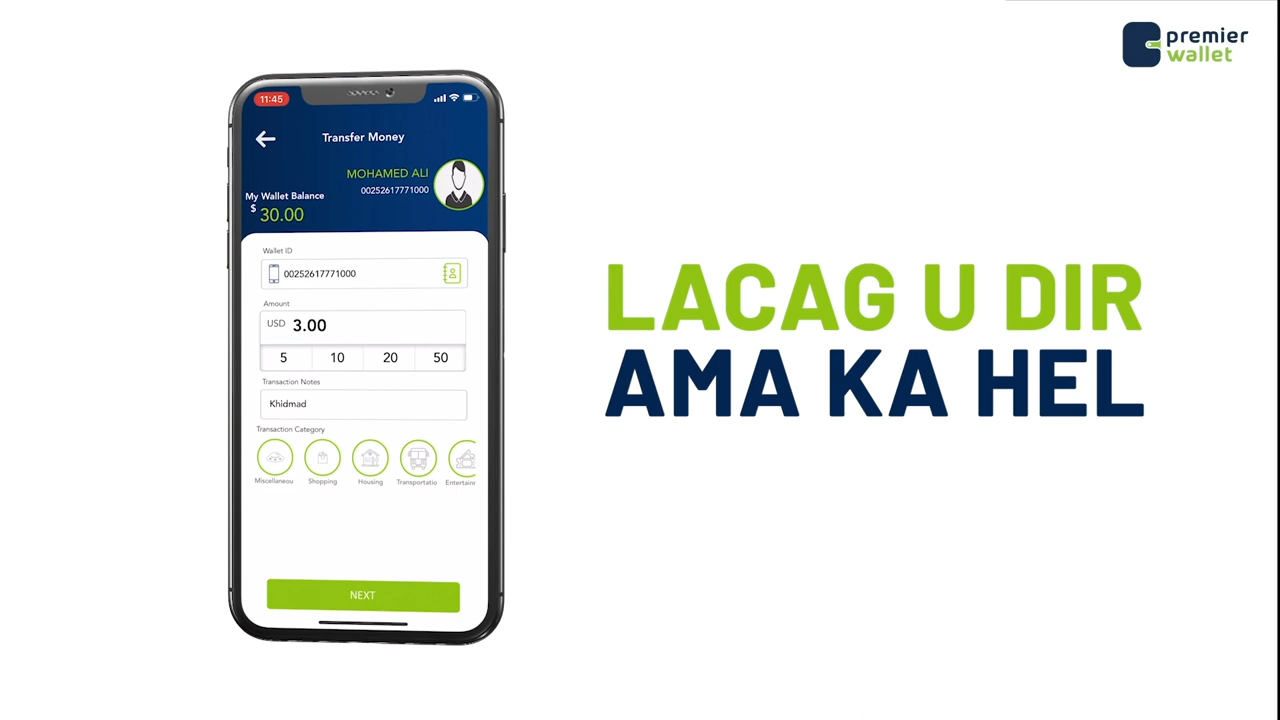 premier
wallet
11:45
Transfer Money
MOHAMED ALI
00252617771000
My Wallet Balance
$ 30.00
Wallet ID
00252617771000
Amount
USD 3.00
5 10 20 50
Transaction Notes
Khidmad
Transaction Category
Miscellaneou Shopping Housing Transportatio Entertainm
NEXT
LACAG U DIR
AMA KA HEL